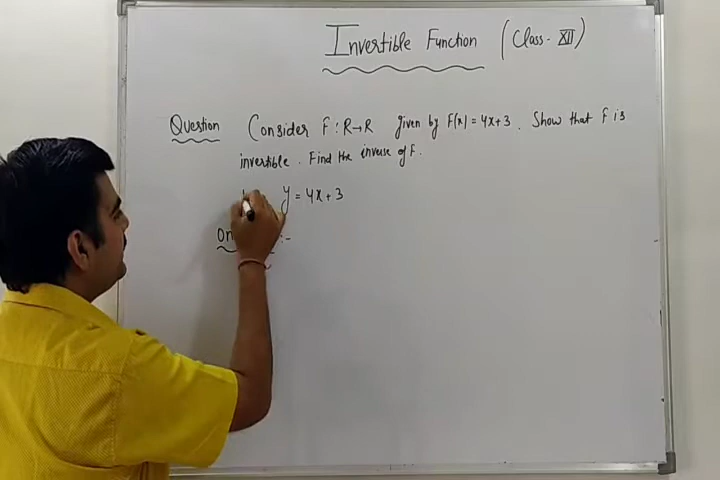 Invertible Function (Class - XII)
Question Consider f : R→R given by f(x) = 4x+3 . Show that f is
invertible . Find the inverse of f .
y = 4x+3
:-